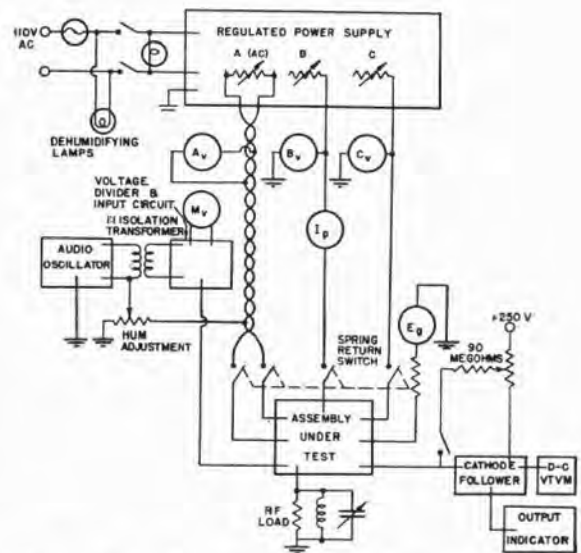 110V
AC
REGULATED POWER SUPPLY
A (AC)
B
C
P
DEHUMIDIFYING
LAMPS
Av
Bv
Cv
VOLTAGE
DIVIDER &
INPUT CIRCUIT
Mv
1:1 ISOLATION
TRANSFORMER
Ip
AUDIO
OSCILLATOR
Eg
+250 V
HUM
ADJUSTMENT
SPRING
RETURN
SWITCH
90
MEGOHMS
ASSEMBLY
UNDER
TEST
CATHODE
FOLLOWER
D-C
VTVM
RF
LOAD
OUTPUT
INDICATOR